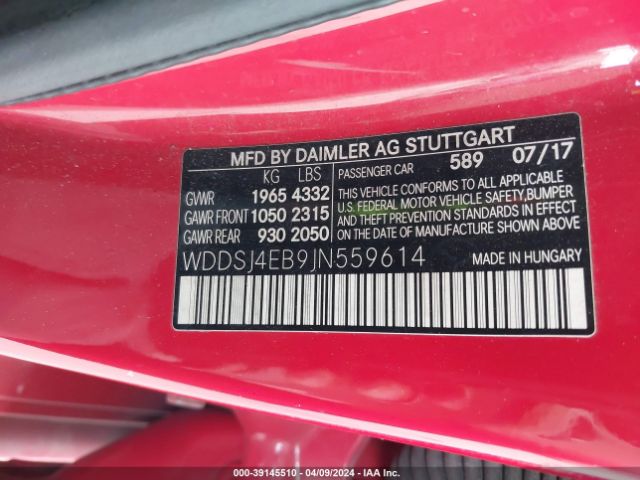 MFD BY DAIMLER AG STUTTGART
KG LBS
GVWR 1965 4332
GAWR FRONT 1050 2315
GAWR REAR 930 2050
PASSENGER CAR 589 07/17
THIS VEHICLE CONFORMS TO ALL APPLICABLE
U.S. FEDERAL MOTOR VEHICLE SAFETY,BUMPER
AND THEFT PREVENTION STANDARDS IN EFFECT
ON THE DATE OF MANUFACTURE SHOWN ABOVE.
WDDSJ4EB9JN559614 MADE IN HUNGARY
000-39145510 - 04/09/2024 - IAA, Inc.